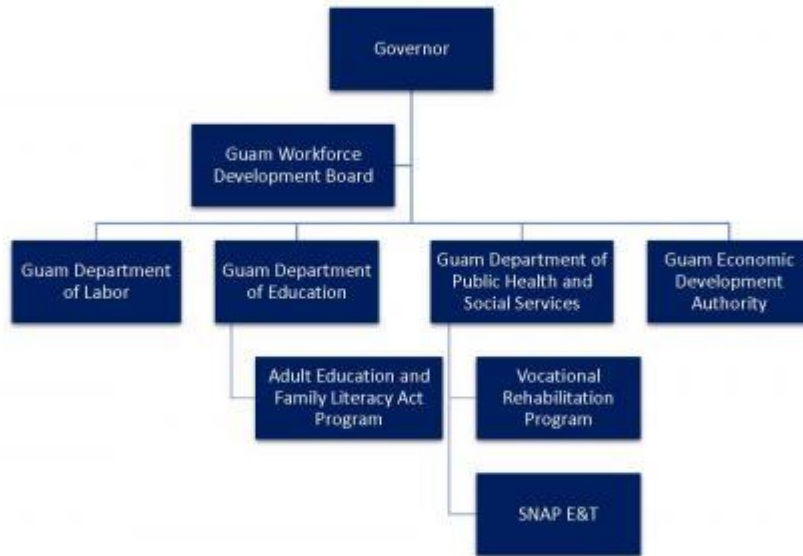 Governor
Guam Workforce
Development Board
Guam Department
of Labor
Guam Department
of Education
Guam Department of
Public Health and
Social Services
Guam Economic
Development
Authority
Adult Education and
Family Literacy Act
Program
Vocational
Rehabilitation
Program
SNAP E&T